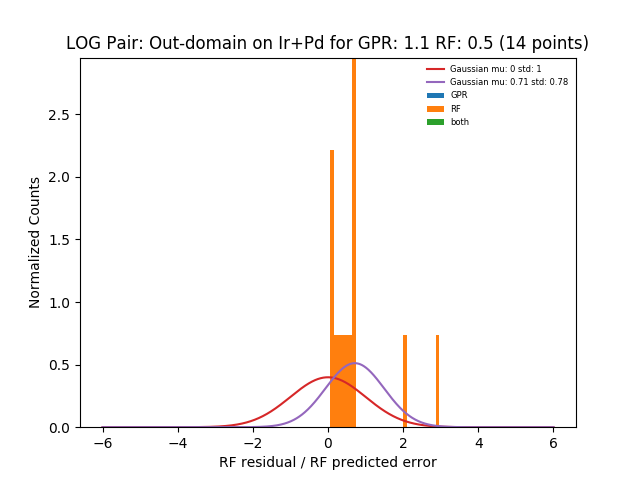 LOG Pair: Out-domain on Ir+Pd for GPR: 1.1 RF: 0.5 (14 points)
Gaussian mu: 0 std: 1
Gaussian mu: 0.71 std: 0.78
GPR
RF
both
Normalized Counts
2.5
2.0
1.5
1.0
0.5
0.0
−6 −4 −2 0 2 4 6
RF residual / RF predicted error